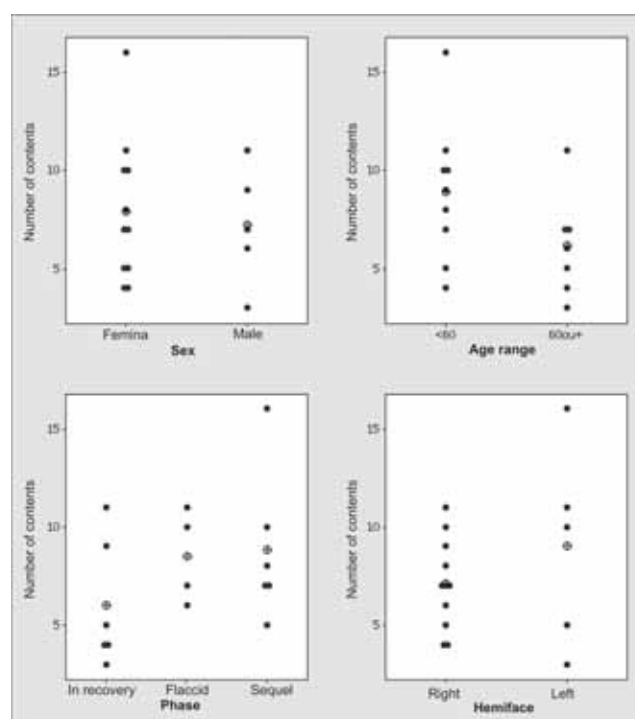 Number of contents
15
10
5
Femina Male
Sex
Number of contents
15
10
5
<60 60ou+
Age range
Number of contents
15
10
5
In recovery Flaccid Sequel
Phase
Number of contents
15
10
5
Right Left
Hemiface